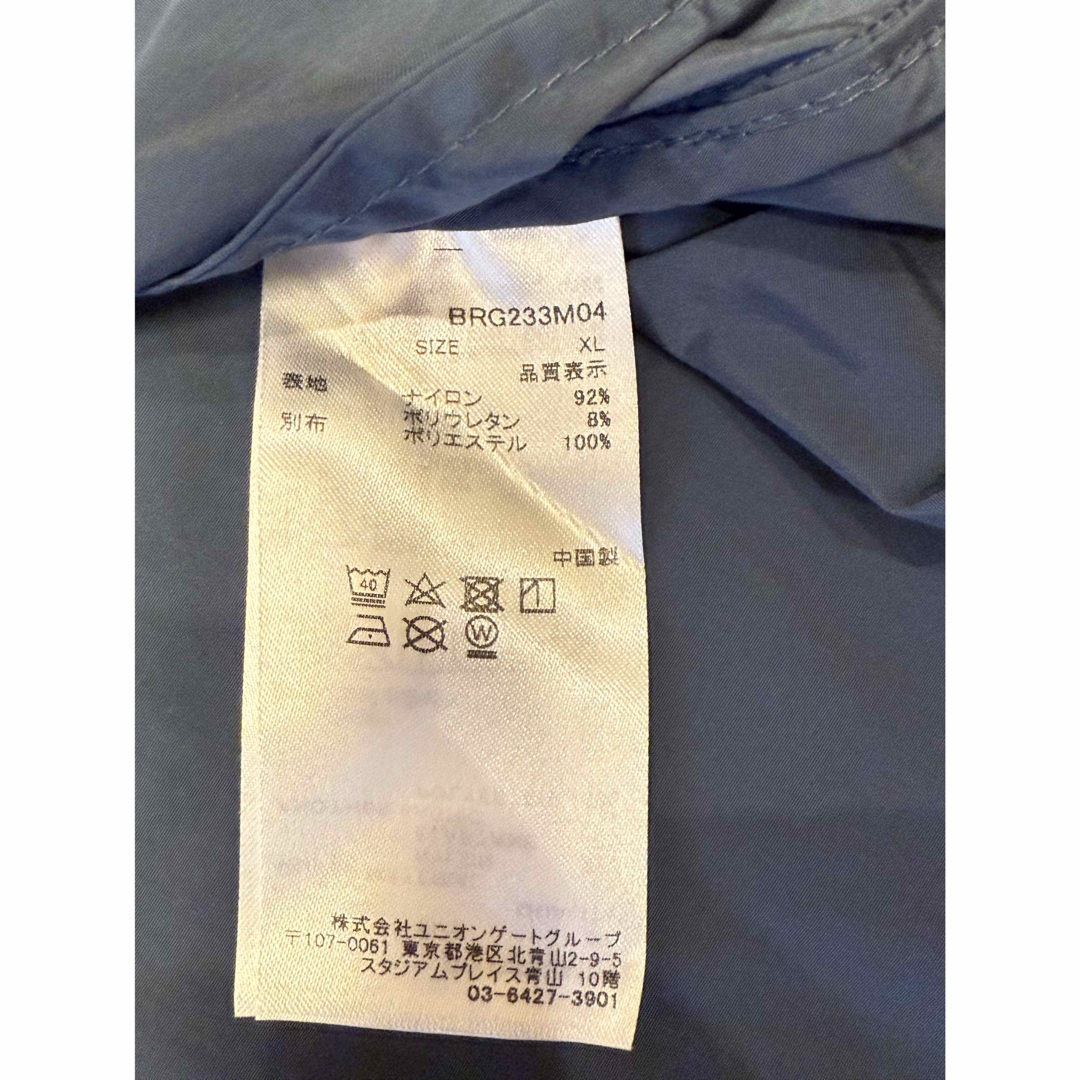 BRG233M04
SIZE XL
品質表示
表地 ナイロン 92%
ポリウレタン 8%
別布 ポリエステル 100%
中国製
40
W
株式会社ユニオンゲートグループ
〒107-0061 東京都港区北青山2-9-5
スタジアムプレイス青山 10階
03-6427-3901